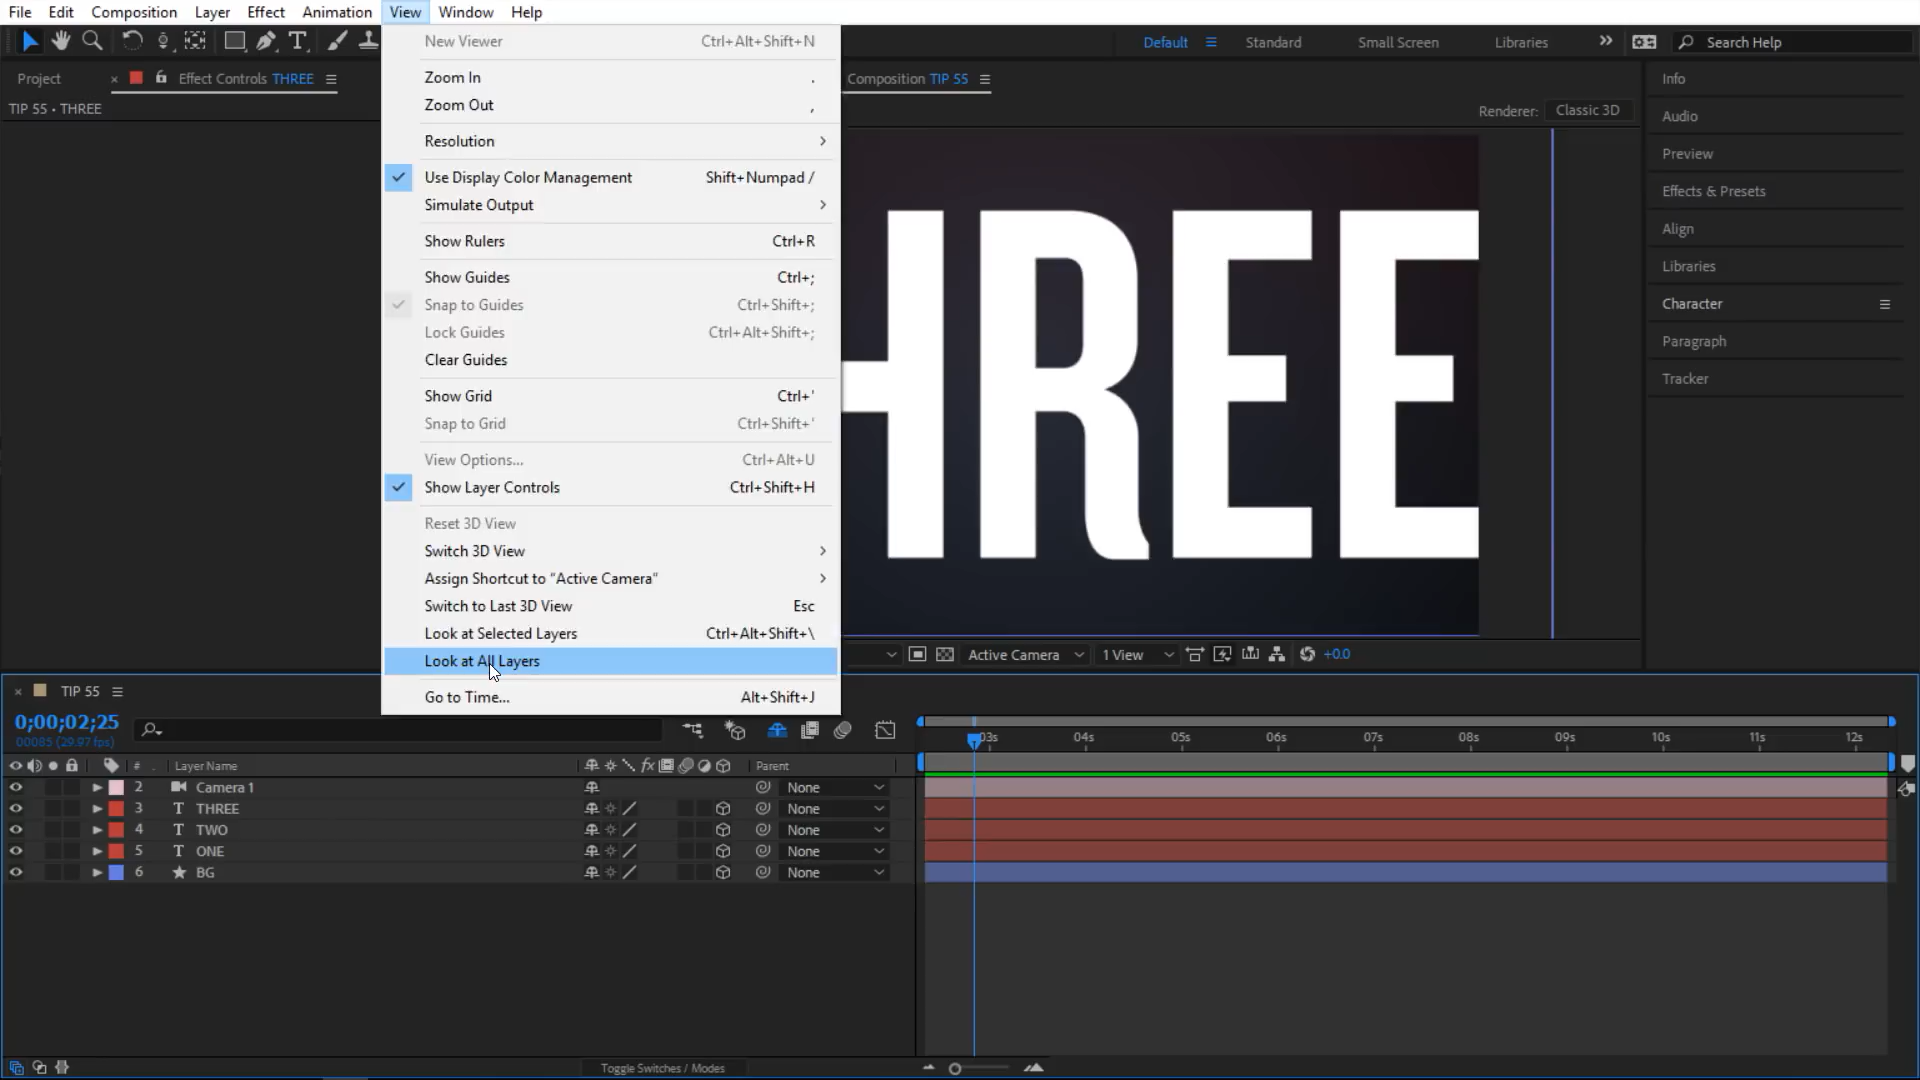 File Edit Composition Layer Effect Animation View Window Help
Default Standard Small Screen Libraries Search Help
Project Effect Controls THREE
TIP 55 • THREE
New Viewer Ctrl+Alt+Shift+N
Zoom In .
Zoom Out ,
Resolution
Use Display Color Management Shift+Numpad /
Simulate Output
Show Rulers Ctrl+R
Show Guides Ctrl+;
Snap to Guides Ctrl+Shift+;
Lock Guides Ctrl+Alt+Shift+;
Clear Guides
Show Grid Ctrl+'
Snap to Grid Ctrl+Shift+'
View Options... Ctrl+Alt+U
Show Layer Controls Ctrl+Shift+H
Reset 3D View
Switch 3D View
Assign Shortcut to “Active Camera”
Switch to Last 3D View Esc
Look at Selected Layers Ctrl+Alt+Shift+\
Look at All Layers
Go to Time... Alt+Shift+J
Composition TIP 55
Renderer: Classic 3D
HREE
Active Camera 1 View +0.0
Info
Audio
Preview
Effects & Presets
Align
Libraries
Character
Paragraph
Tracker
TIP 55
0;00;02;25
00085 (29.97 fps)
03s 04s 05s 06s 07s 08s 09s 10s 11s 12s
# Layer Name fx Parent
2 Camera 1 None
3 T THREE None
4 T TWO None
5 T ONE None
6 BG None
Toggle Switches / Modes